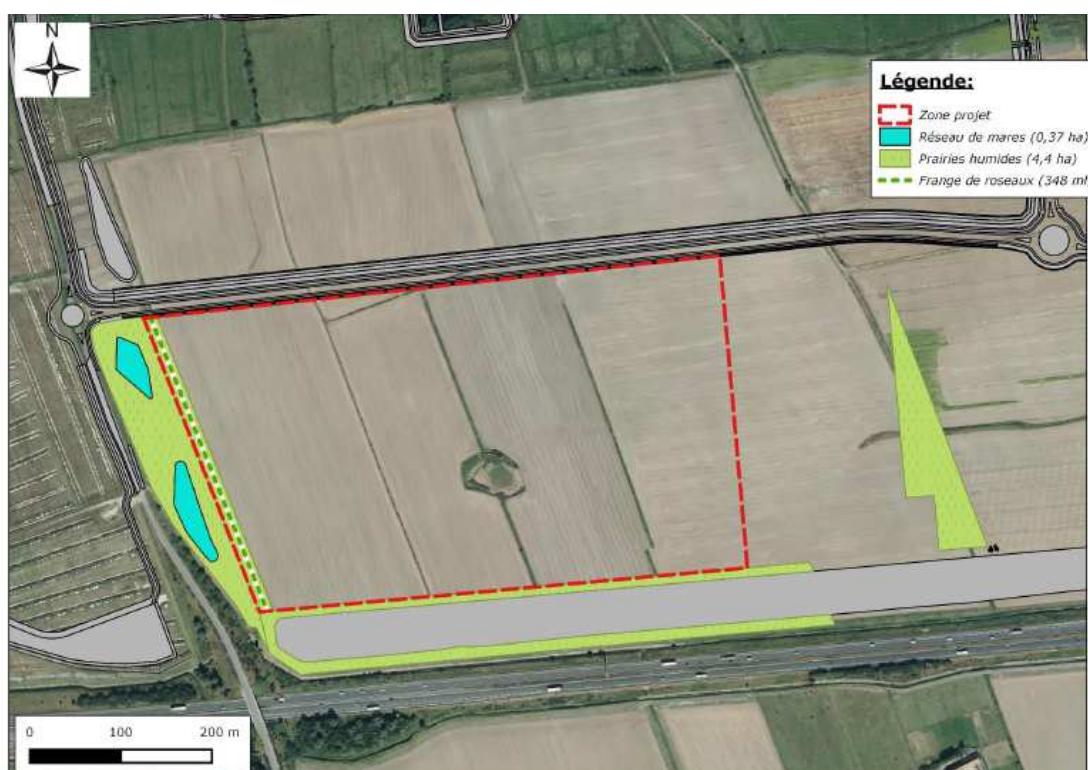 N
Légende:
Zone projet
Réseau de mares (0,37 ha)
Prairies humides (4,4 ha)
Frange de roseaux (348 ml
0 100 200 m